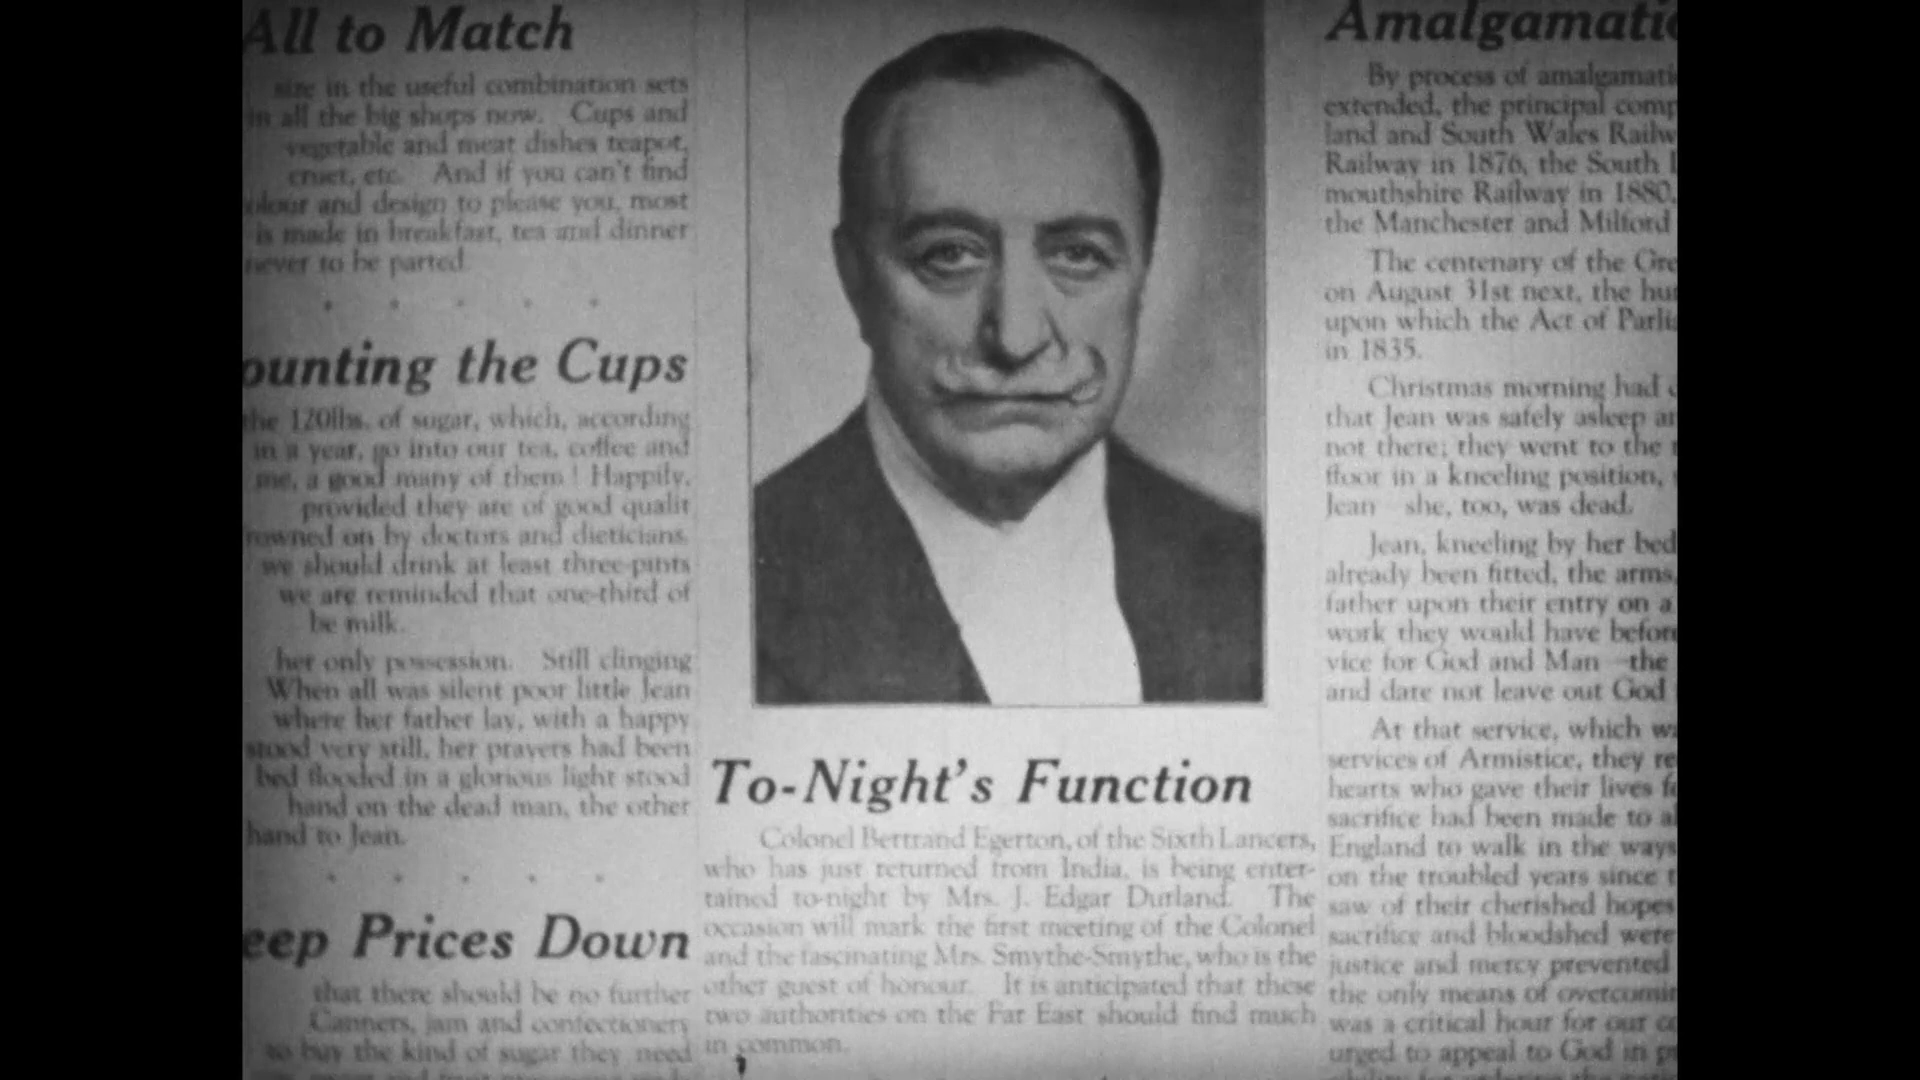 All to Match
size in the useful combination sets
in all the big shops now. Cups and
vegetable and meat dishes teapot,
cruet, etc. And if you can't find
and design to please you, most
is made in breakfast, tea and dinner
never to be parted
ounting the Cups
the 120lbs. of sugar, which, according
in a year, go into our tea, coffee and
me, a good many of them! Happily,
provided they are of good qualit
rowned on by doctors and dieticians,
we should drink at least three-pints
we are reminded that one-third of
be milk.
her only possession. Still clinging
When all was silent poor little Jean
where her father lay, with a happy
stood very still, her prayers had been
bed flooded in a glorious light stood
hand on the dead man, the other
hand to Jean.
eep Prices Down
that there should be no further
Canners, jam and confectionery
to buy the kind of sugar they need
To-Night's Function
Colonel Bertrand Egerton, of the Sixth Lancers,
who has just returned from India, is being enter-
tained to-night by Mrs. J. Edgar Durland. The
occasion will mark the first meeting of the Colonel
and the fascinating Mrs. Smythe-Smythe, who is the
other guest of honour. It is anticipated that these
two authorities on the Far East should find much
in common.
Amalgamatio
By process of amalgamati
extended, the principal comp
land and South Wales Railw
Railway in 1876, the South
mouthshire Railway in 1880,
the Manchester and Milford
The centenary of the Gre
on August 31st next, the hu
upon which the Act of Parli
in 1835.
Christmas morning had
that Jean was safely asleep
not there; they went to the
floor in a kneeling position,
Jean she, too, was dead.
Jean, kneeling by her bed
already been fitted, the arms,
father upon their entry on a
work they would have before
vice for God and Man—the
and dare not leave out God
At that service, which
services of Armistice, they re
hearts who gave their lives
sacrifice had been made to
England to walk in the ways
on the troubled years since
saw of their cherished hopes
sacrifice and bloodshed were
justice and mercy prevented
the only means of overcomi
was a critical hour for our
urged to appeal to God in